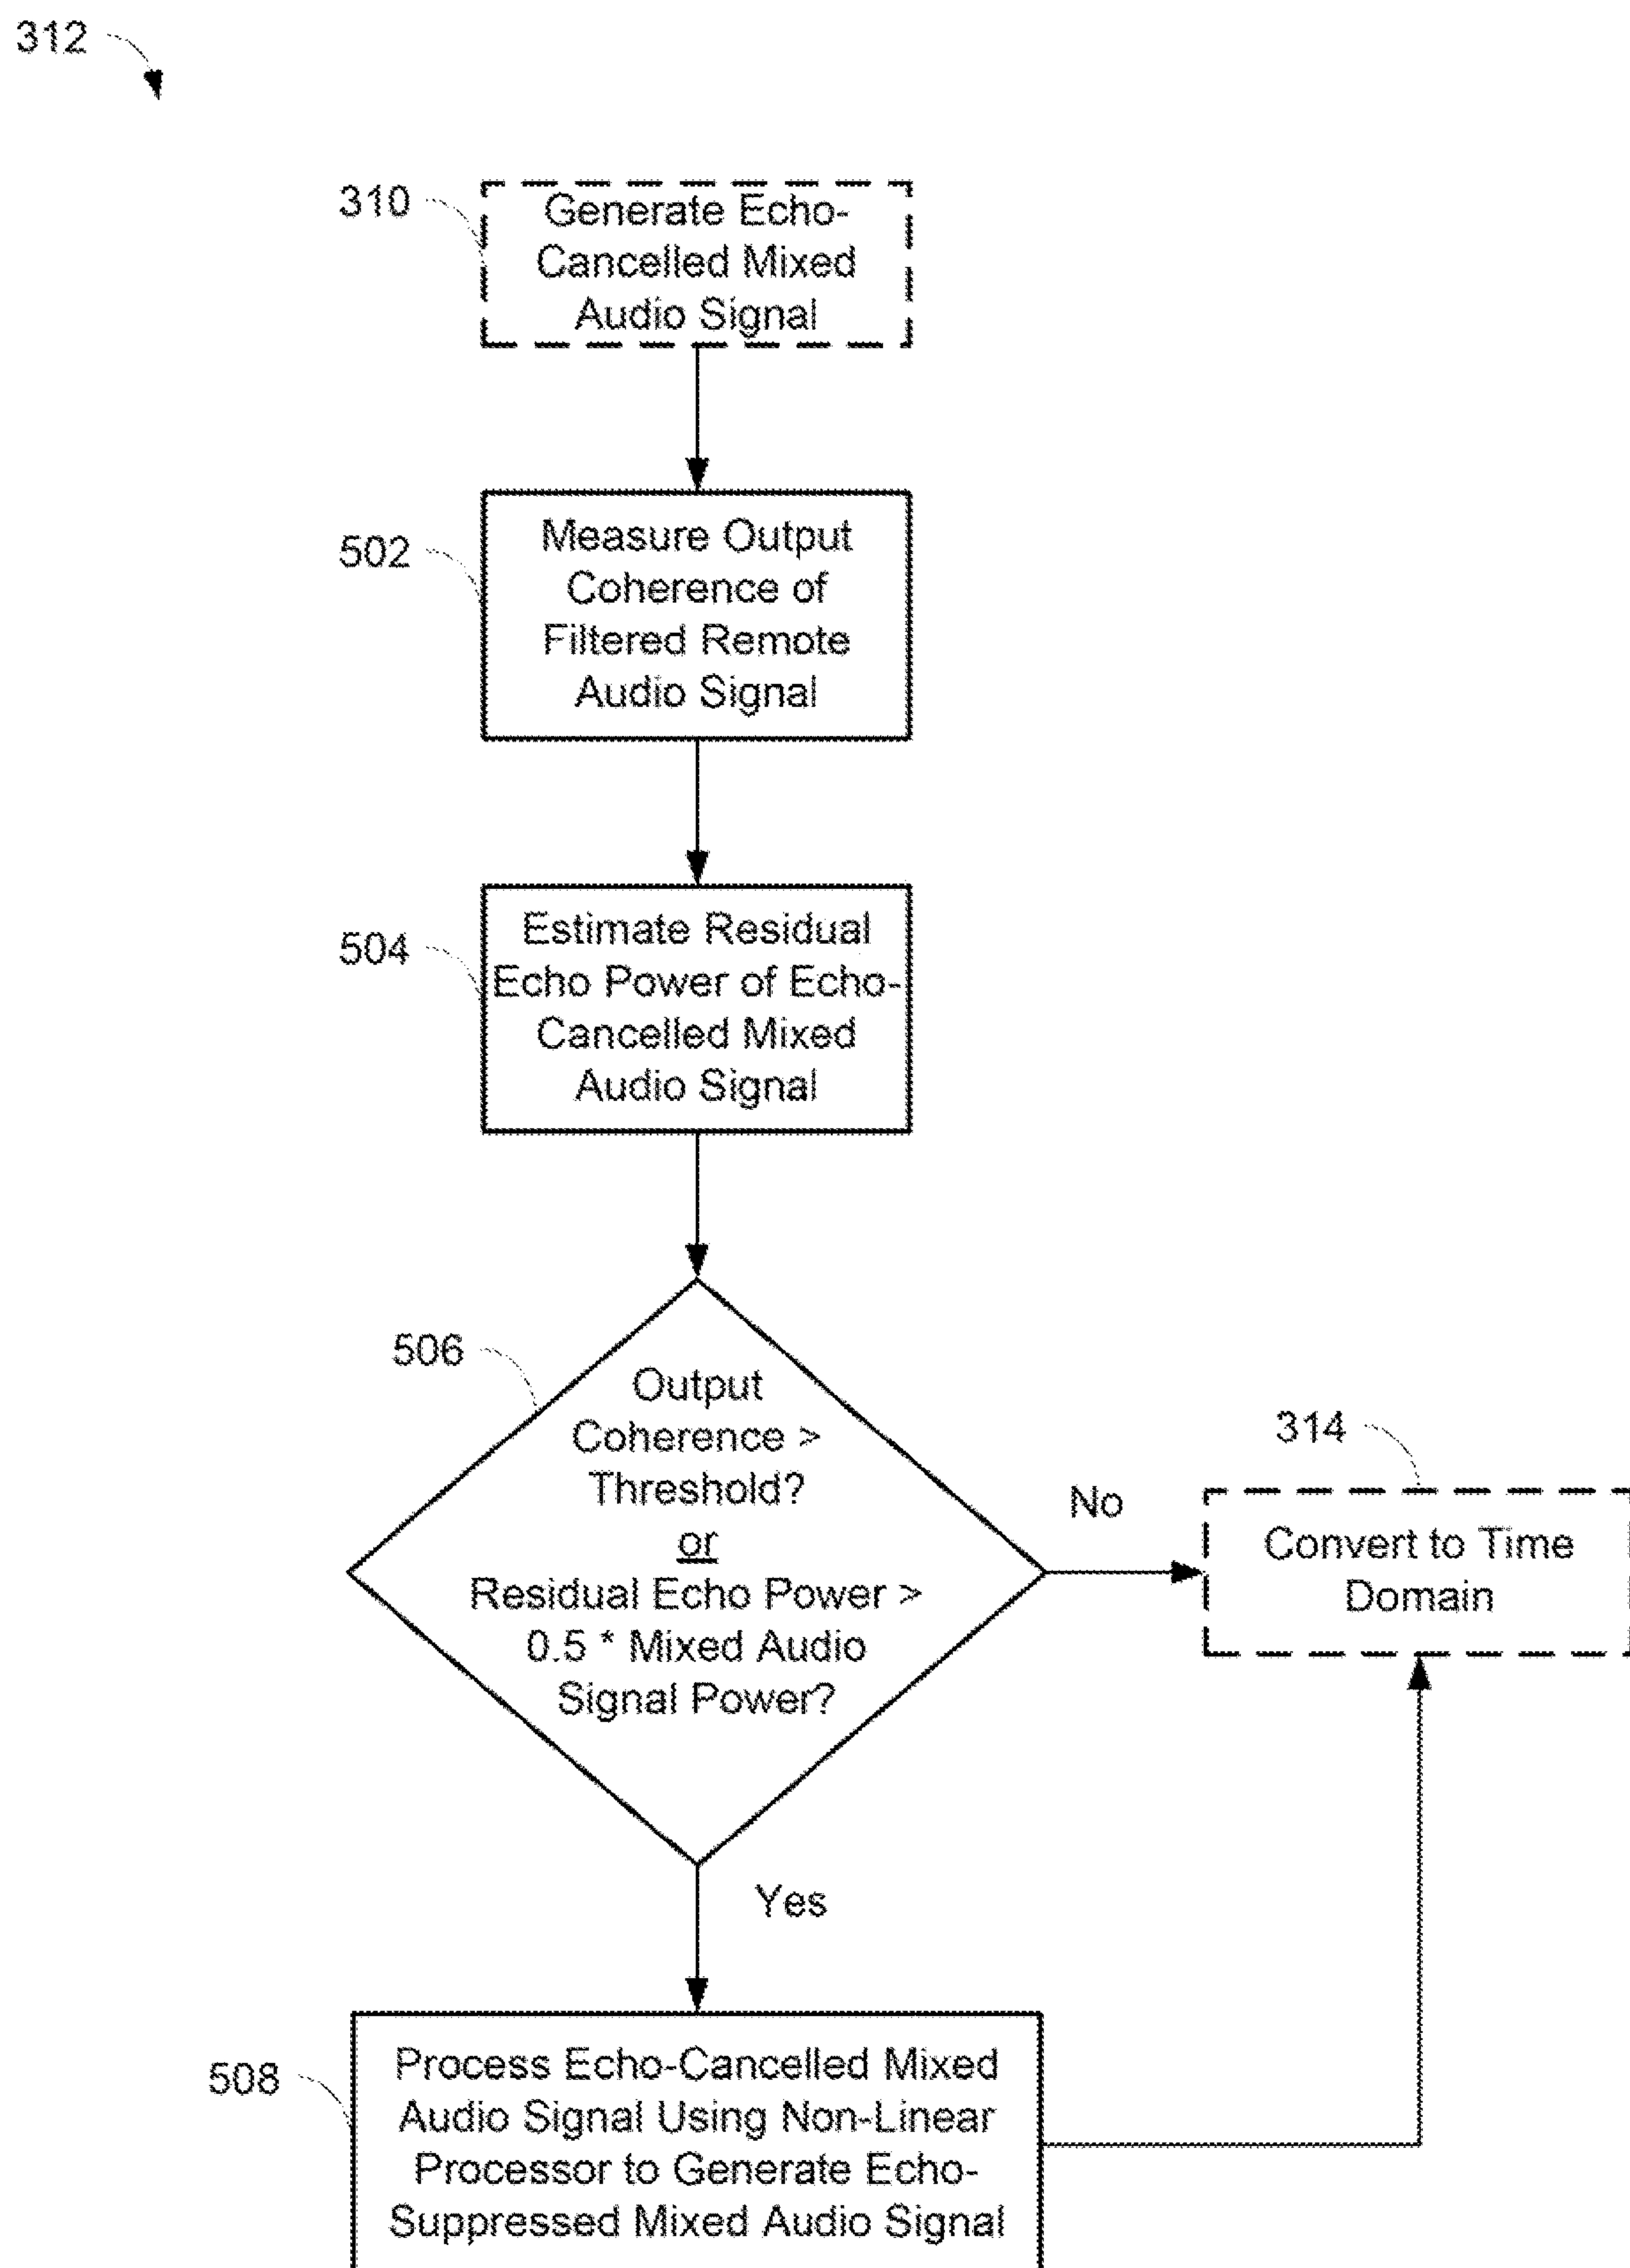 312
310
Generate Echo-
Cancelled Mixed
Audio Signal
502
Measure Output
Coherence of
Filtered Remote
Audio Signal
504
Estimate Residual
Echo Power of Echo-
Cancelled Mixed
Audio Signal
506
Output
Coherence >
Threshold?
or
Residual Echo Power >
0.5 * Mixed Audio
Signal Power?
No
314
Convert to Time
Domain
Yes
508
Process Echo-Cancelled Mixed
Audio Signal Using Non-Linear
Processor to Generate Echo-
Suppressed Mixed Audio Signal